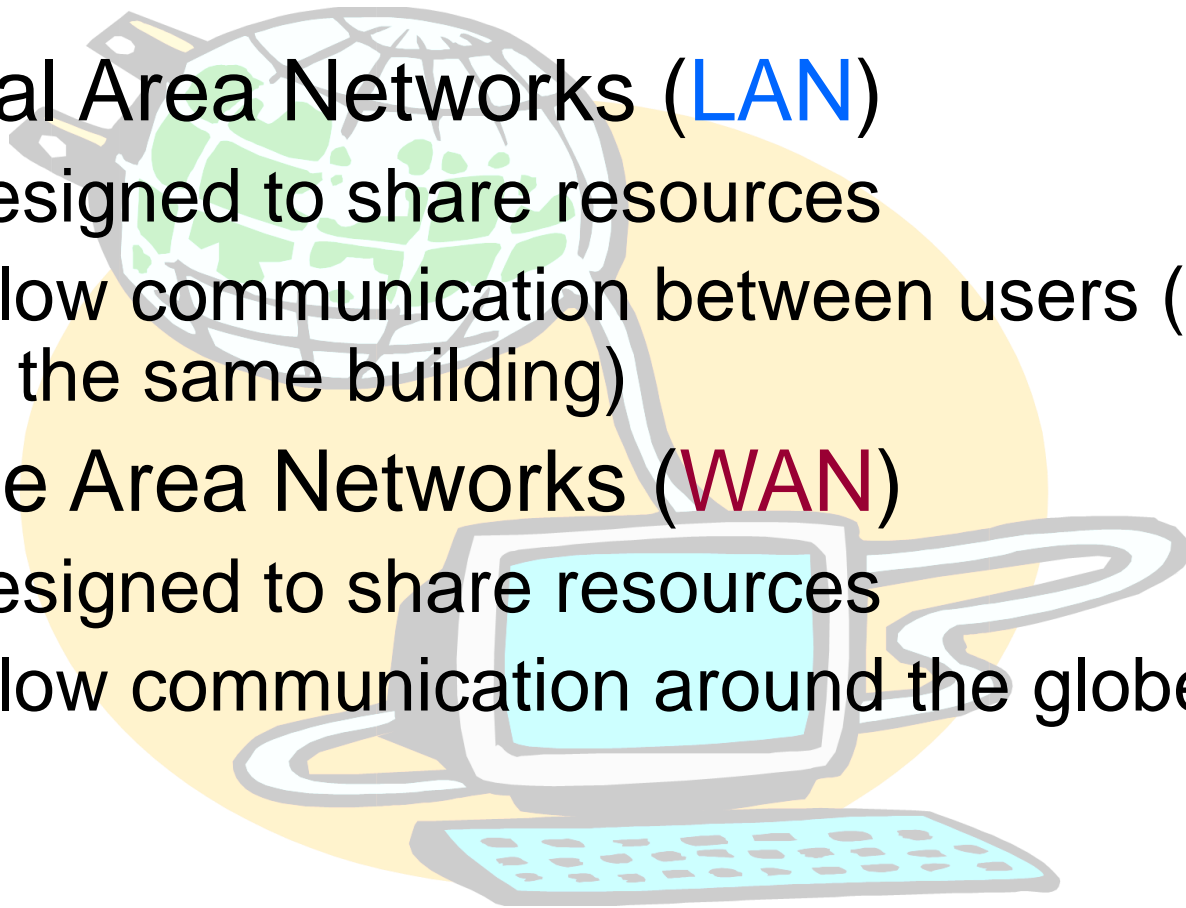 al Area Networks (LAN)
esigned to share resources
low communication between users (
the same building)
e Area Networks (WAN)
esigned to share resources
low communication around the globe